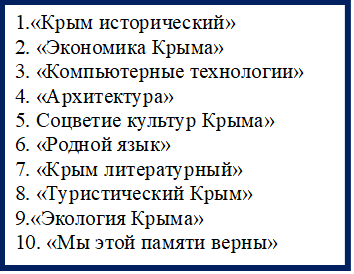 1.«Крым исторический»
2. «Экономика Крыма»
3. «Компьютерные технологии»
4. «Архитектура»
5. Соцветие культур Крыма»
6. «Родной язык»
7. «Крым литературный»
8. «Туристический Крым»
9.«Экология Крыма»
10. «Мы этой памяти верны»